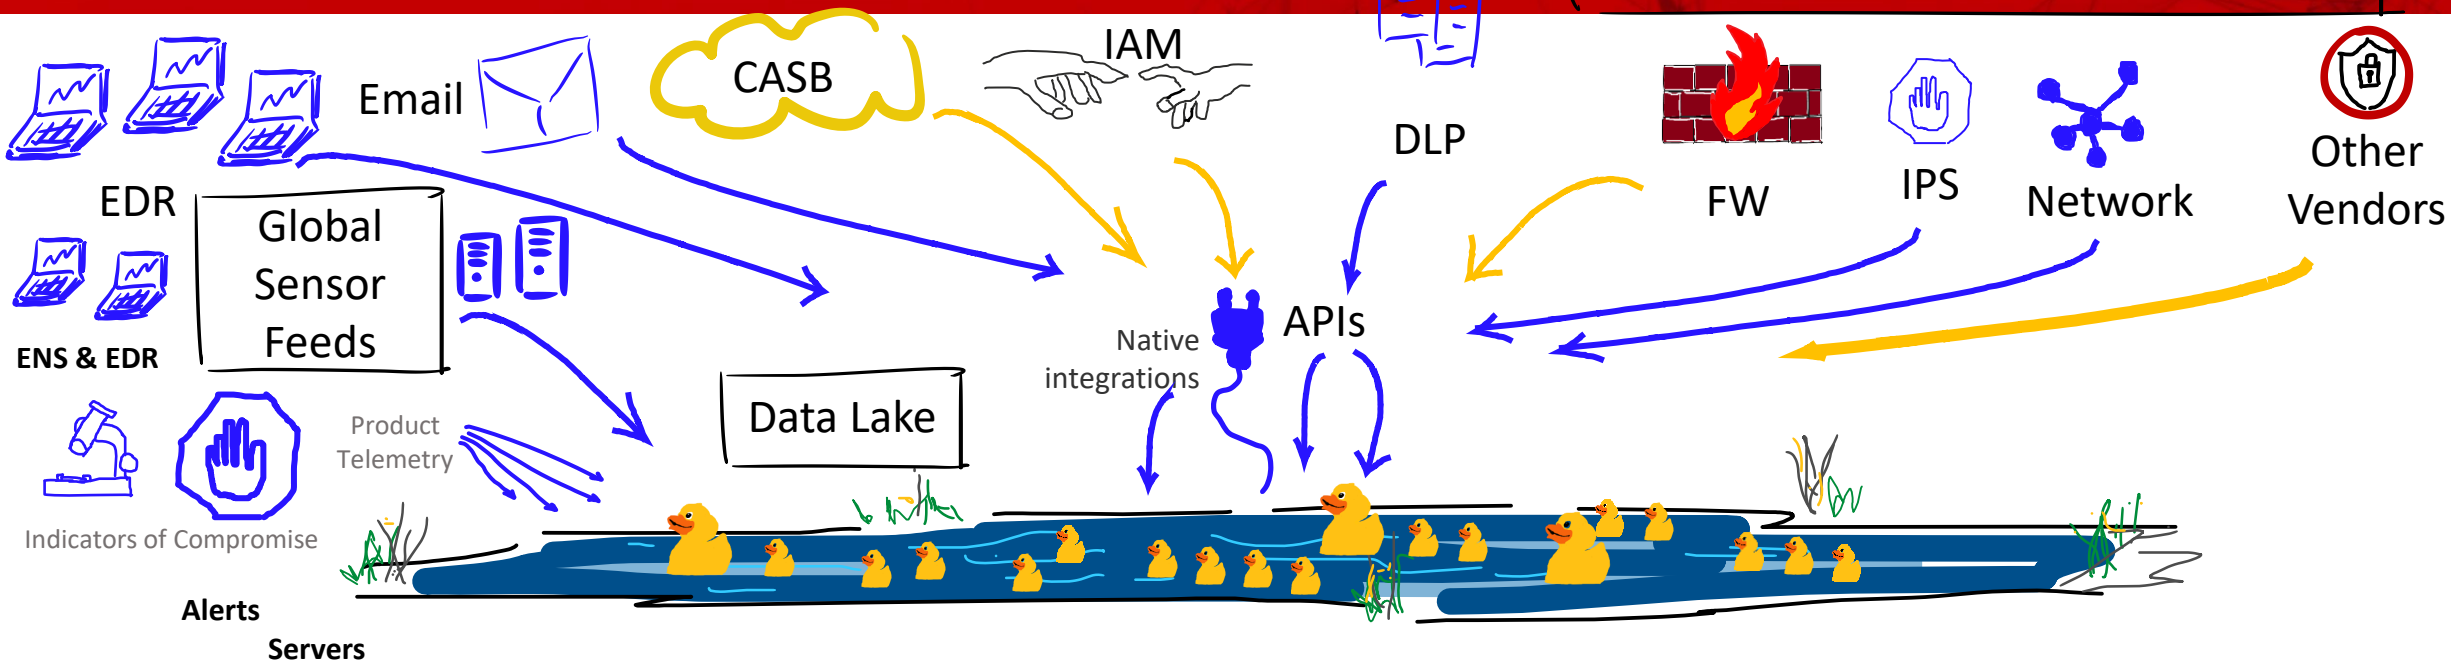 Email
CASB
IAM
DLP
EDR
FW
IPS
Network
Other
Vendors
Global
Sensor
Feeds
ENS & EDR
Native
integrations
APIs
Data Lake
Product
Telemetry
Indicators of Compromise
Alerts
Servers